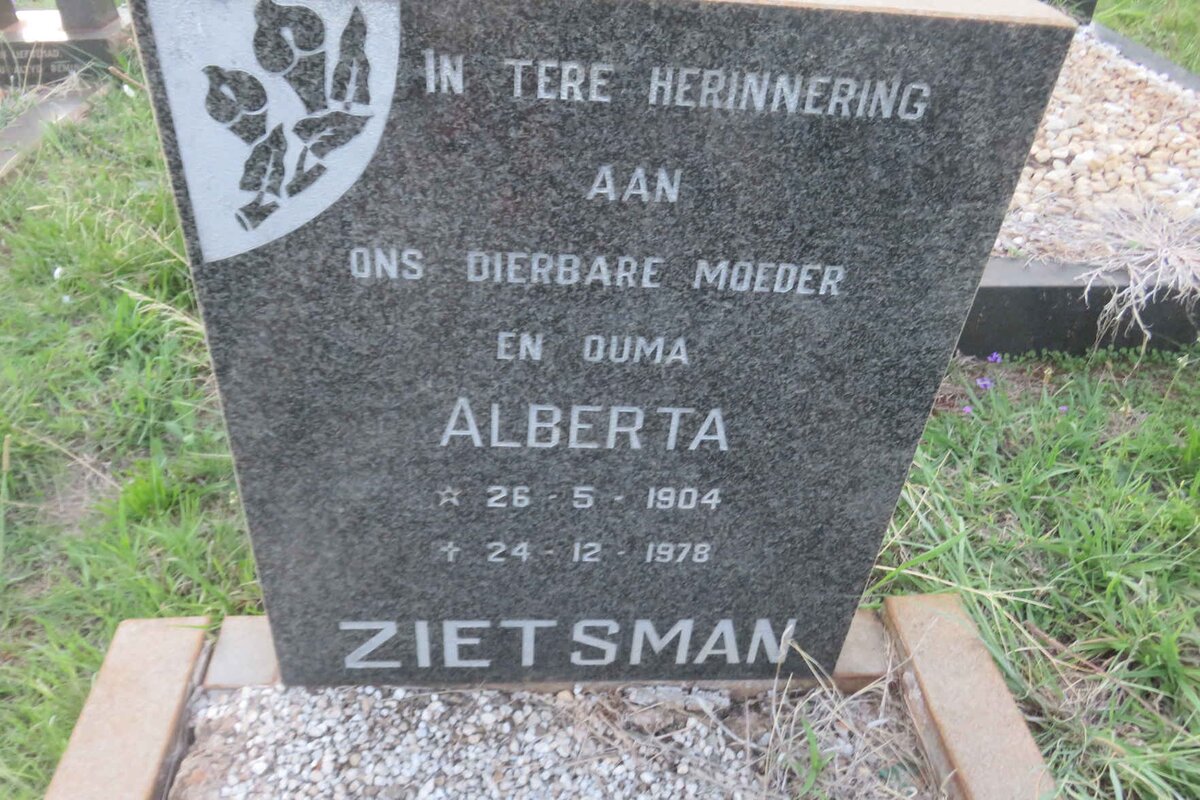 IN TERE HERINNERING
AAN
ONS DIERBARE MOEDER
EN OUMA
ALBERTA
☆ 26 - 5 - 1904
✝ 24 - 12 - 1978
ZIETSMAN